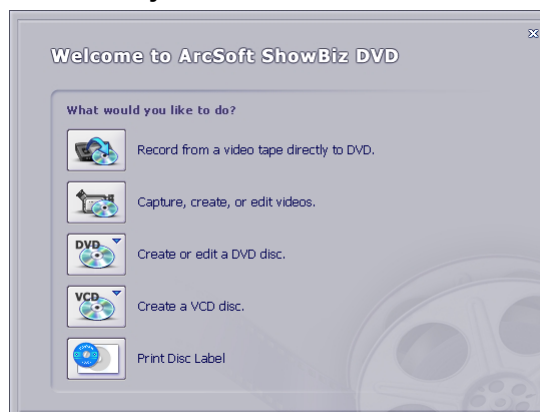 Welcome to ArcSoft ShowBiz DVD
What would you like to do?
Record from a video tape directly to DVD.
Capture, create, or edit videos.
DVD
Create or edit a DVD disc.
VCD
Create a VCD disc.
Print Disc Label